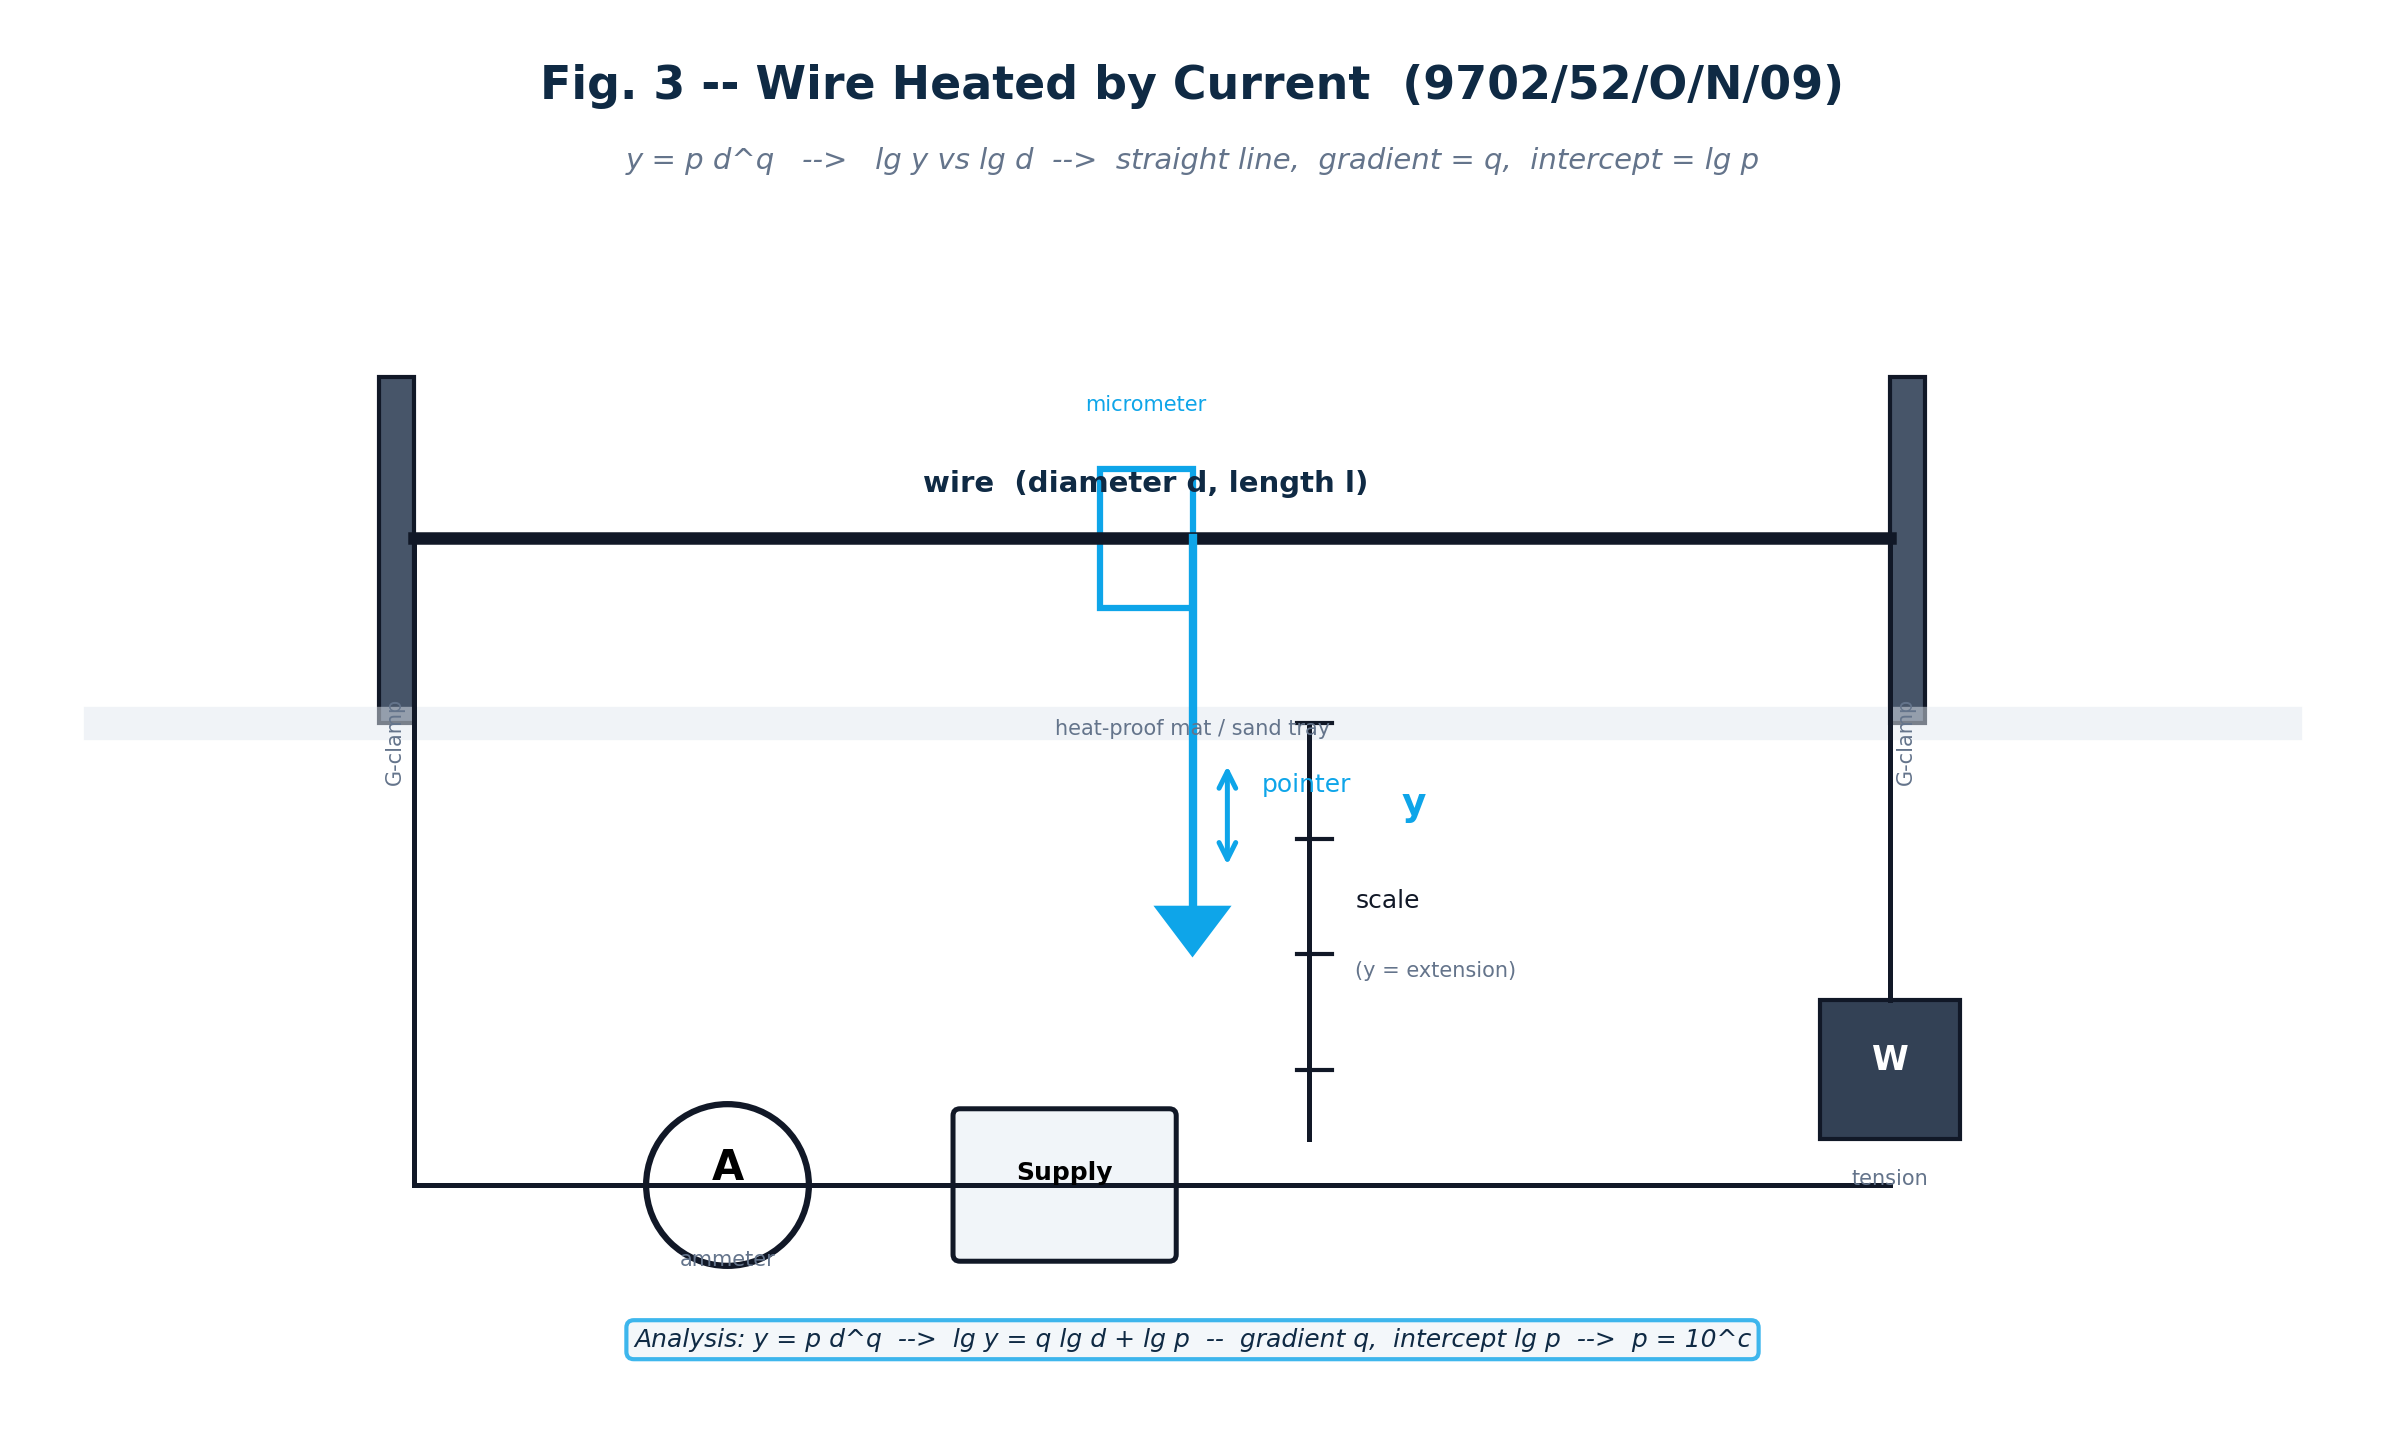 Fig. 3 -- Wire Heated by Current  (9702/52/O/N/09)
y = p d^q   -->   lg y vs lg d  -->  straight line,  gradient = q,  intercept = lg p
micrometer
wire  (diameter d, length l)
G-clamp
G-clamp
heat-proof mat / sand tray
pointer
y
scale
(y = extension)
W
tension
A
Supply
ammeter
Analysis: y = p d^q  -->  lg y = q lg d + lg p  --  gradient q,  intercept lg p  -->  p = 10^c